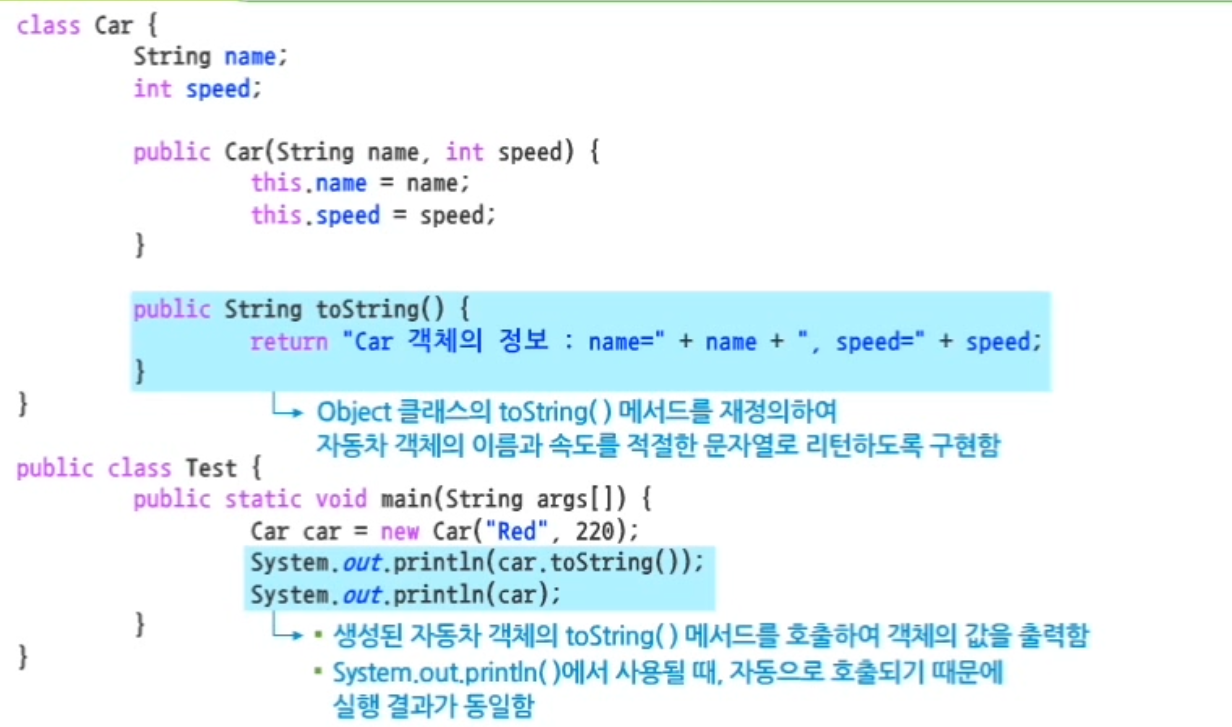 class Car {
String name;
int speed;
public Car(String name, int speed) {
this.name = name;
this.speed = speed;
}
public String toString() {
return "Car 객체의 정보 : name=" + name + ", speed=" + speed;
}
}
Object 클래스의 toString( ) 메서드를 재정의하여
자동차 객체의 이름과 속도를 적절한 문자열로 리턴하도록 구현함
public class Test {
public static void main(String args[]) {
Car car = new Car("Red", 220);
System.out.println(car.toString());
System.out.println(car);
}
}
▪ 생성된 자동차 객체의 toString( ) 메서드를 호출하여 객체의 값을 출력함
▪ System.out.println( )에서 사용될 때, 자동으로 호출되기 때문에
실행 결과가 동일함